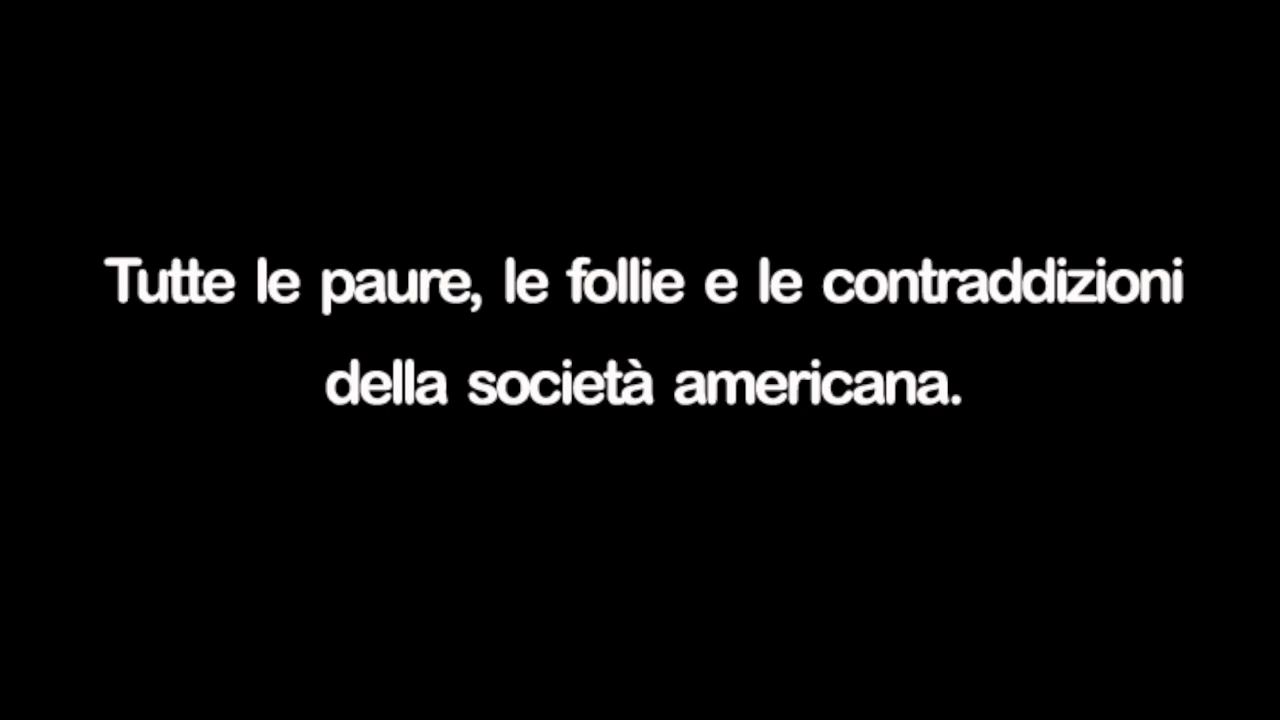 Tutte le paure, le follie e le contraddizioni
della società americana.